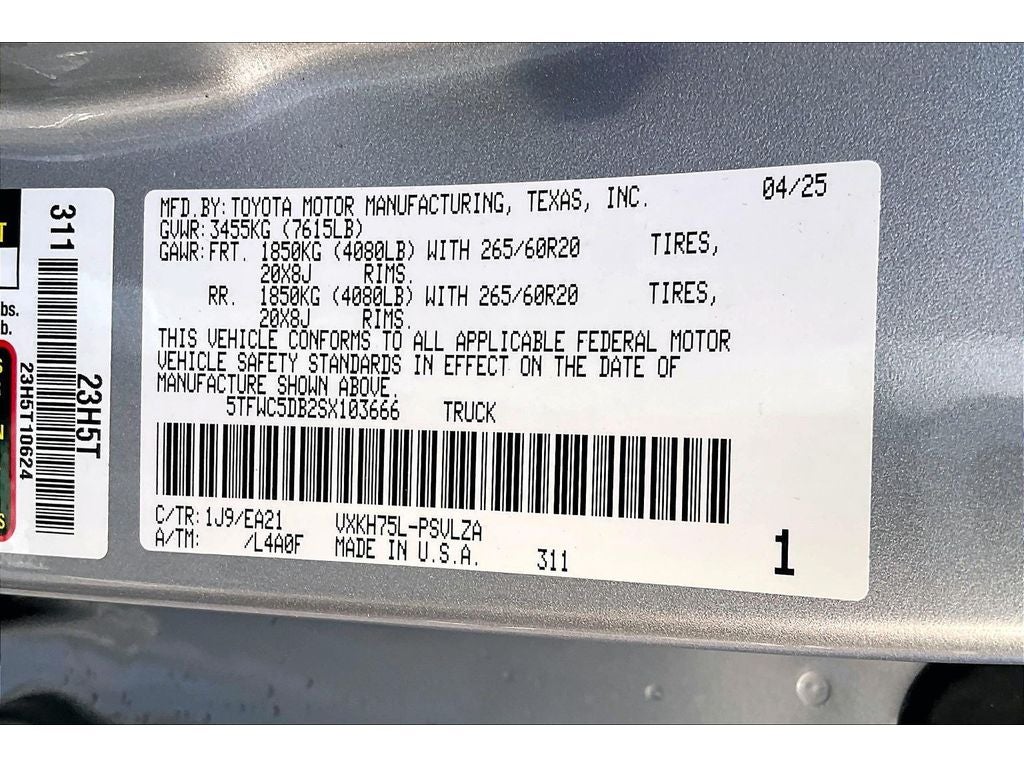 MFD.BY: TOYOTA MOTOR MANUFACTURING, TEXAS, INC. 04/25
GVWR: 3455KG (7615LB)
GAWR: FRT. 1850KG (4080LB) WITH 265/60R20 TIRES,
20X8J RIMS.
RR. 1850KG (4080LB) WITH 265/60R20 TIRES,
20X8J RIMS.
THIS VEHICLE CONFORMS TO ALL APPLICABLE FEDERAL MOTOR
VEHICLE SAFETY STANDARDS IN EFFECT ON THE DATE OF
MANUFACTURE SHOWN ABOVE.
5TFWC5DB2SX103666 TRUCK
C/TR: 1J9/EA21 VXKH75L-PSVLZA
A/TM: /L4A0F MADE IN U.S.A. 311 1
311
23H5T
23H5T10624
bs.
b.